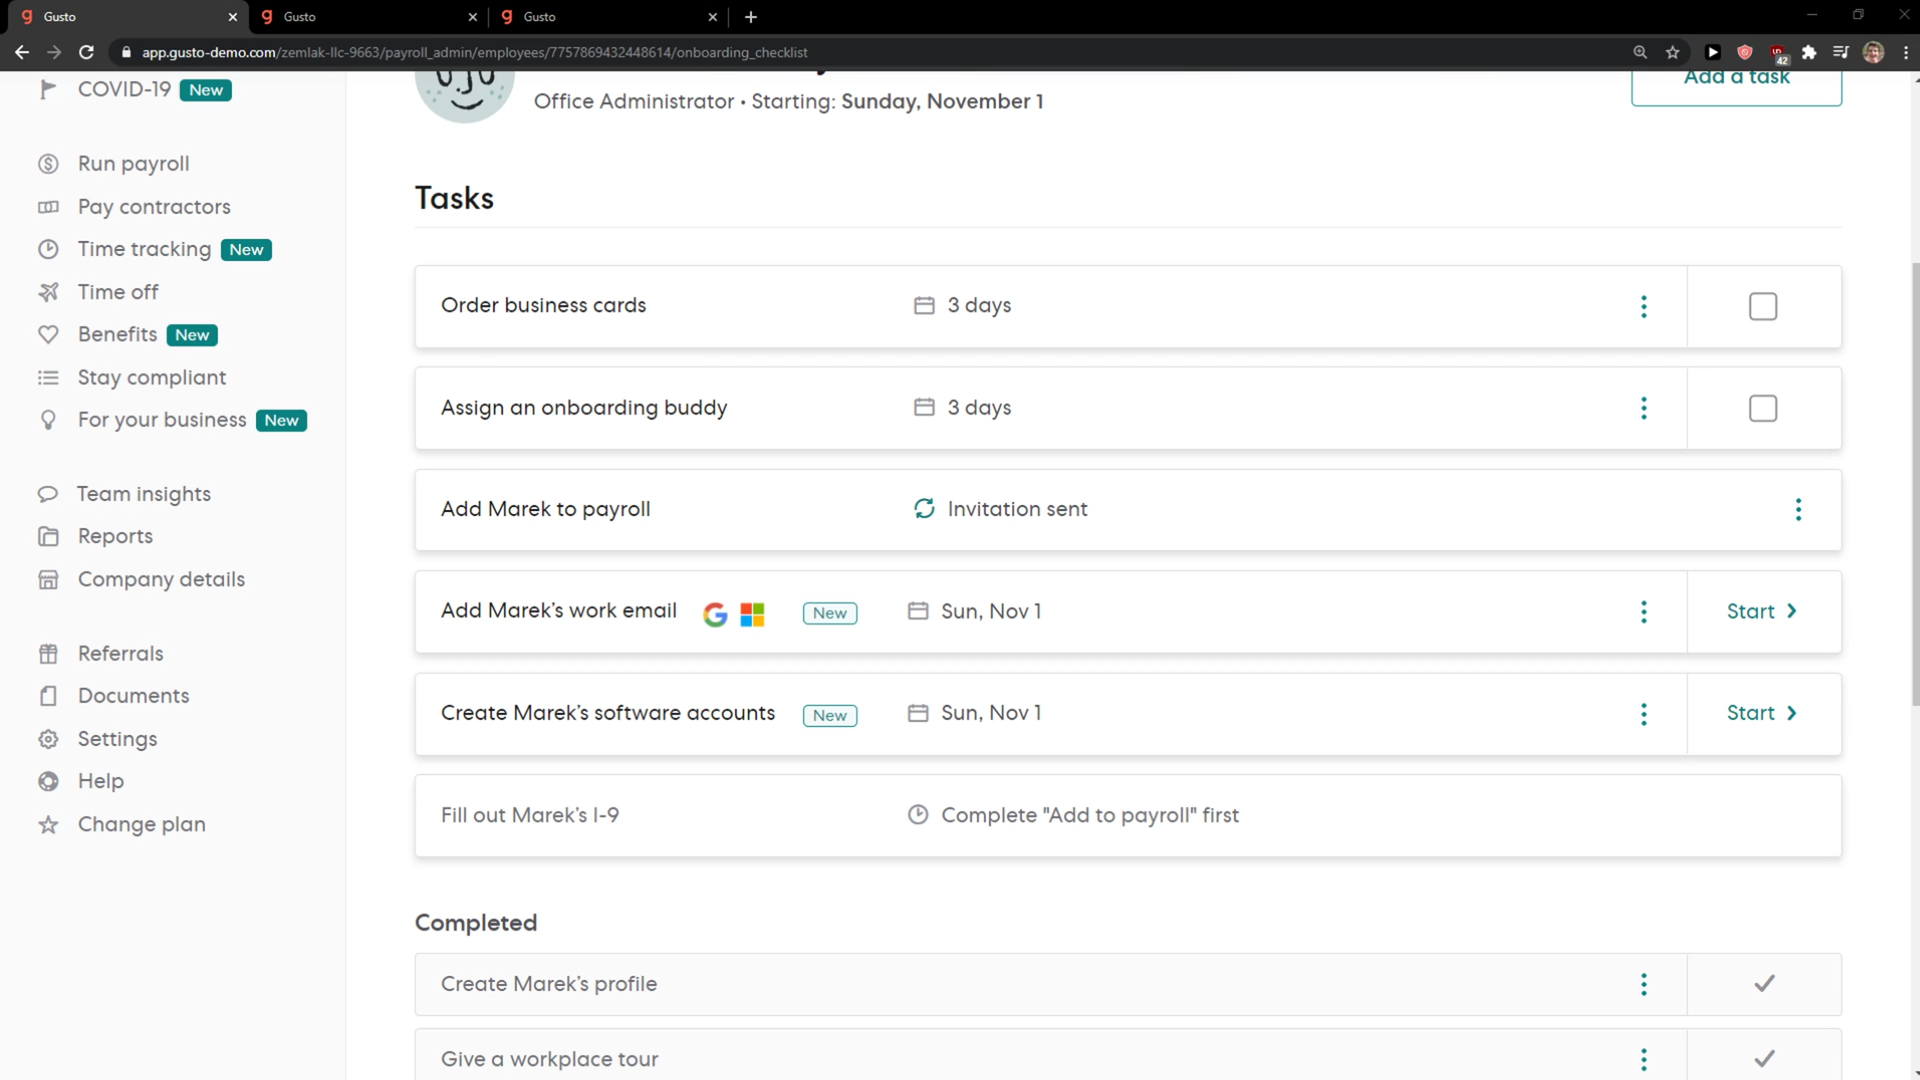 Gusto
Gusto
Gusto
app.gusto-demo.com/zemlak-llc-9663/payroll_admin/employees/7757869432448614/onboarding_checklist
42
COVID-19 New
Run payroll
Pay contractors
Time tracking New
Time off
Benefits New
Stay compliant
For your business New
Team insights
Reports
Company details
Referrals
Documents
Settings
Help
Change plan
Office Administrator • Starting: Sunday, November 1
Add a task
Tasks
Order business cards 3 days
Assign an onboarding buddy 3 days
Add Marek to payroll Invitation sent
Add Marek's work email New Sun, Nov 1 Start
Create Marek's software accounts New Sun, Nov 1 Start
Fill out Marek's I-9 Complete "Add to payroll" first
Completed
Create Marek's profile
Give a workplace tour